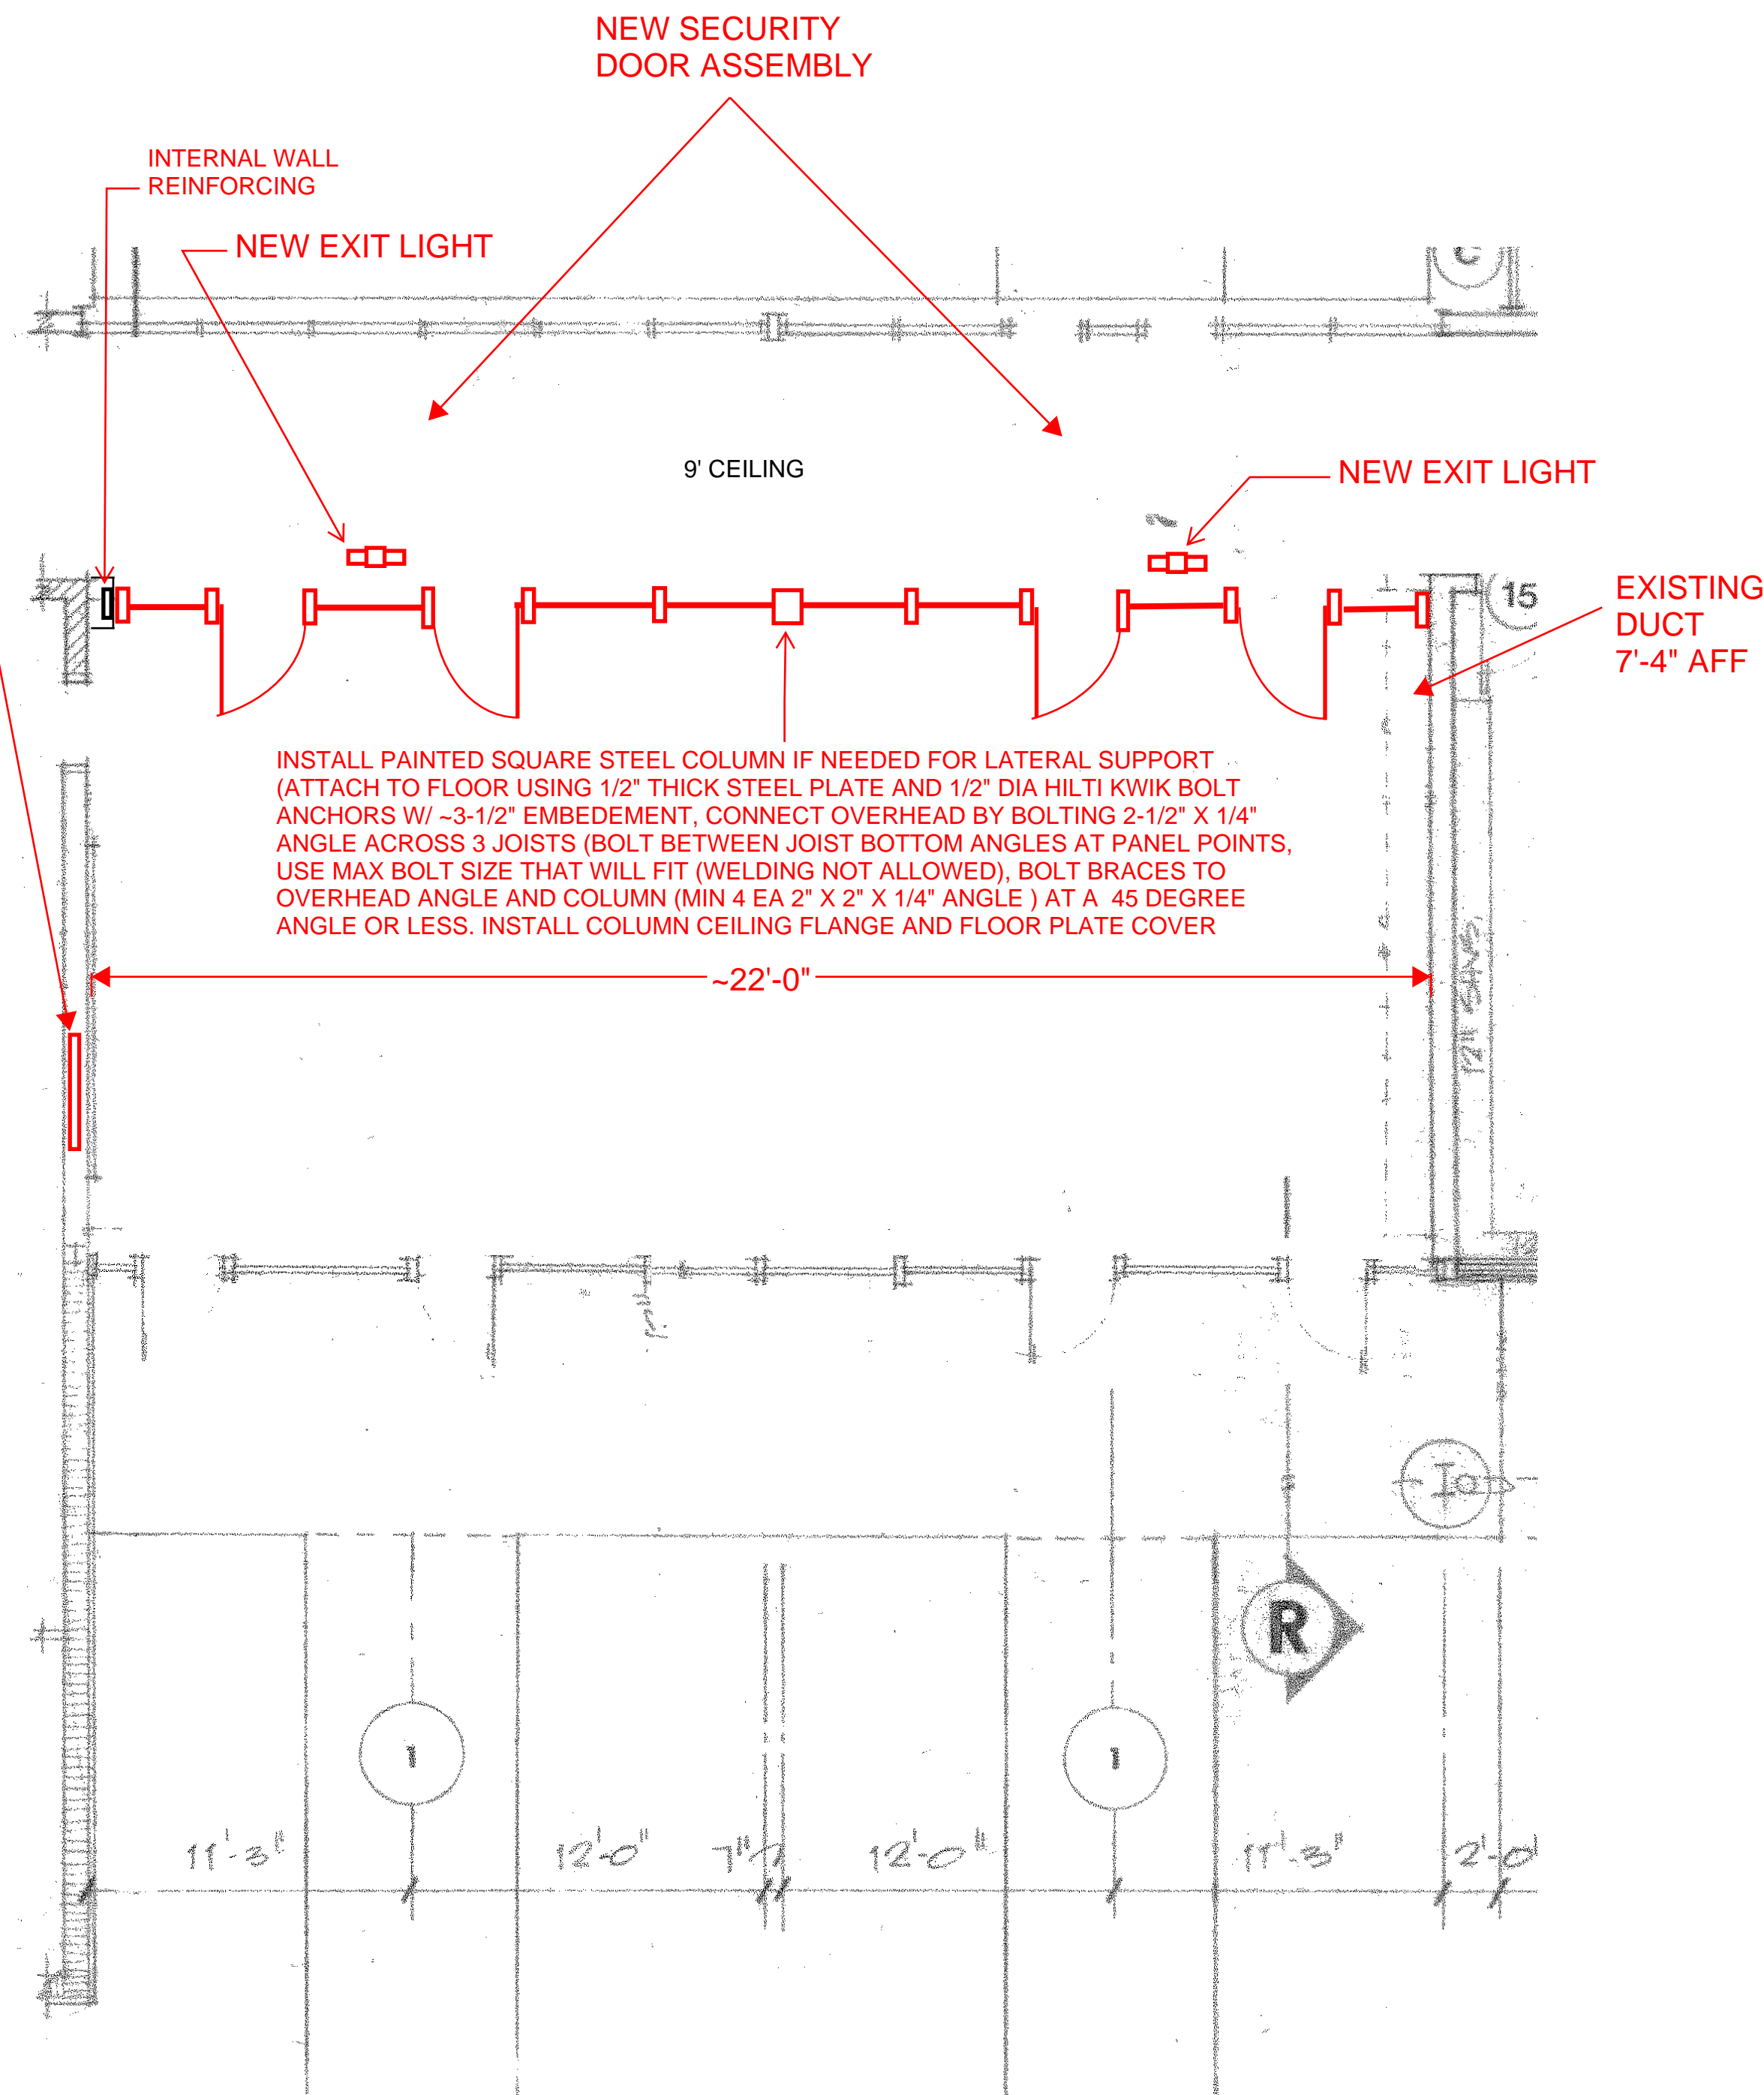 NEW SECURITY
DOOR ASSEMBLY
INTERNAL WALL
REINFORCING
NEW EXIT LIGHT
C
9' CEILING
NEW EXIT LIGHT
15
EXISTING
DUCT
7'-4" AFF
INSTALL PAINTED SQUARE STEEL COLUMN IF NEEDED FOR LATERAL SUPPORT
(ATTACH TO FLOOR USING 1/2" THICK STEEL PLATE AND 1/2" DIA HILTI KWIK BOLT
ANCHORS W/ ~3-1/2" EMBEDEMENT, CONNECT OVERHEAD BY BOLTING 2-1/2" X 1/4"
ANGLE ACROSS 3 JOISTS (BOLT BETWEEN JOIST BOTTOM ANGLES AT PANEL POINTS,
USE MAX BOLT SIZE THAT WILL FIT (WELDING NOT ALLOWED), BOLT BRACES TO
OVERHEAD ANGLE AND COLUMN (MIN 4 EA 2" X 2" X 1/4" ANGLE ) AT A  45 DEGREE
ANGLE OR LESS. INSTALL COLUMN CEILING FLANGE AND FLOOR PLATE COVER
~22'-0"
R
1
1
11'-3"
12'-0"
7"
12'-0"
11'-3"
2'-0